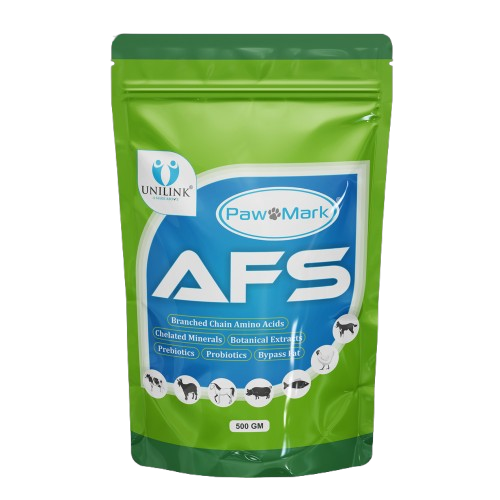 UNILINK®
PawMark
AFS
Branched Chain Amino Acids
Chelated Minerals Botanical Extracts
Prebiotics Probiotics Bypass Fat
500 GM